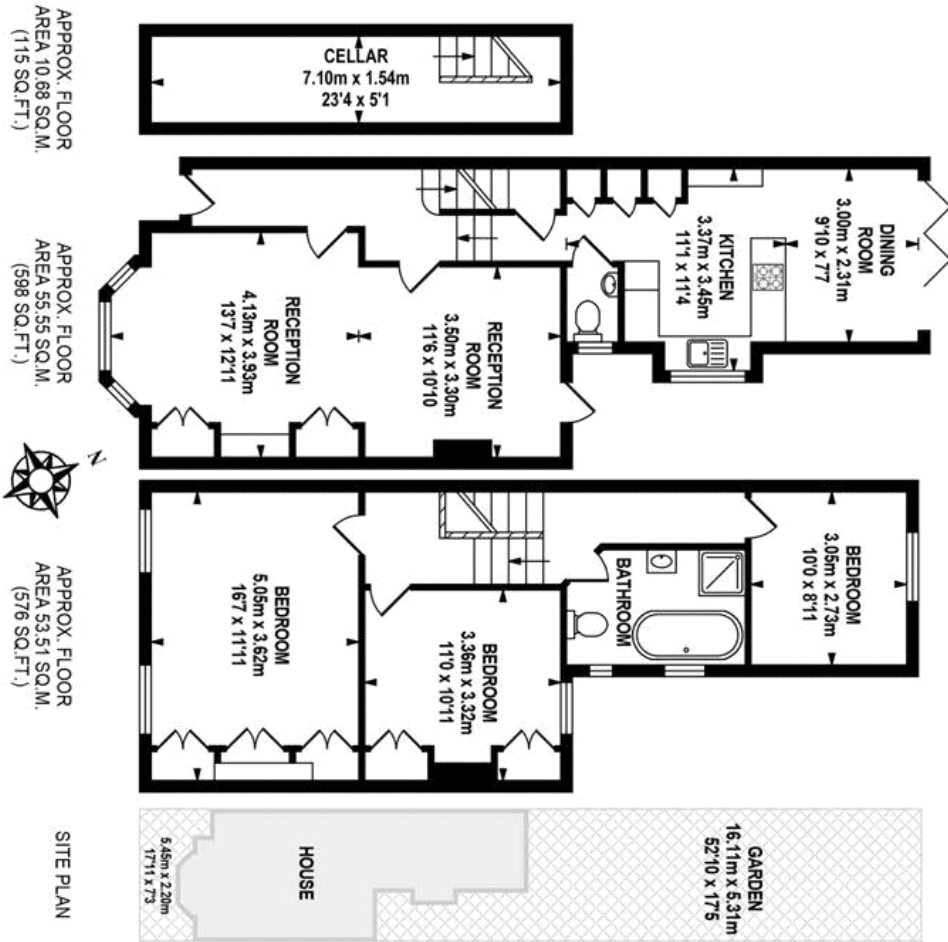 CELLAR
7.10m x 1.54m
23'4 x 5'1
APPROX. FLOOR
AREA 10.68 SQ.M.
(115 SQ.FT.)
DINING
ROOM
3.00m x 2.31m
9'10 x 7'7
KITCHEN
3.37m x 3.45m
11'1 x 11'4
RECEPTION
ROOM
3.50m x 3.30m
11'6 x 10'10
RECEPTION
ROOM
4.13m x 3.93m
13'7 x 12'11
APPROX. FLOOR
AREA 55.55 SQ.M.
(598 SQ.FT.)
N
BEDROOM
3.05m x 2.73m
10'0 x 8'11
BATHROOM
BEDROOM
3.36m x 3.32m
11'0 x 10'11
BEDROOM
5.05m x 3.62m
16'7 x 11'11
APPROX. FLOOR
AREA 53.51 SQ.M.
(576 SQ.FT.)
GARDEN
16.11m x 5.31m
52'10 x 17'5
HOUSE
5.45m x 2.20m
17'11 x 7'3
SITE PLAN